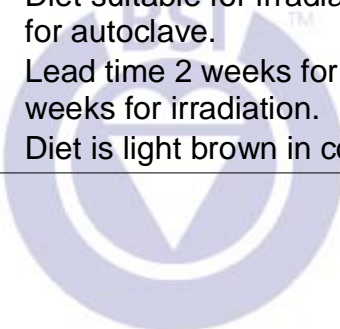 Diet suitable for irradia
for autoclave.
Lead time 2 weeks for
weeks for irradiation.
Diet is light brown in co
TM